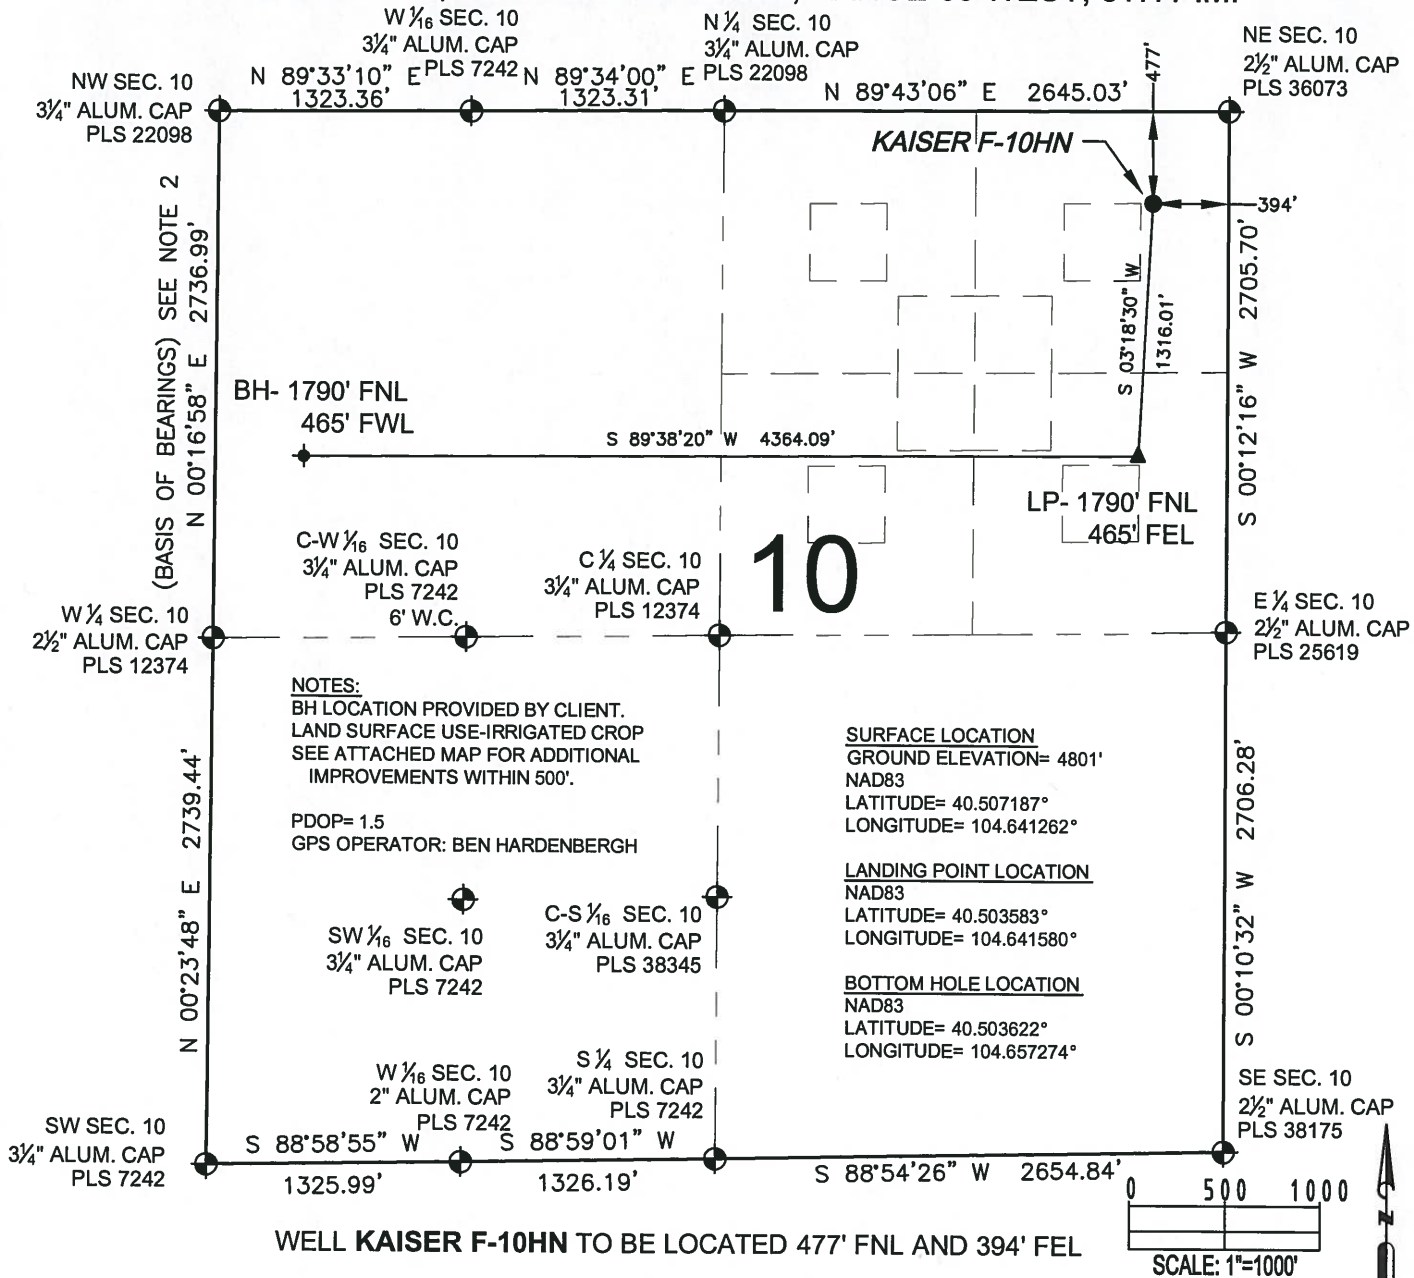 W 1⁄16 SEC. 10
3¼" ALUM. CAP
PLS 7242
N ¼ SEC. 10
3¼" ALUM. CAP
PLS 22098
NE SEC. 10
2½" ALUM. CAP
PLS 36073
NW SEC. 10
3¼" ALUM. CAP
PLS 22098
N 89°33'10" E
1323.36'
N 89°34'00" E
1323.31'
N 89°43'06" E 2645.03'
477'
KAISER F-10HN
394'
(BASIS OF BEARINGS) SEE NOTE 2
N 00°16'58" E 2736.99'
S 03°18'30" W
1316.01'
S 00°12'16" W 2705.70'
BH- 1790' FNL
465' FWL
S 89°38'20" W 4364.09'
LP- 1790' FNL
465' FEL
10
C-W 1⁄16 SEC. 10
3¼" ALUM. CAP
PLS 7242
6' W.C.
C ¼ SEC. 10
3¼" ALUM. CAP
PLS 12374
W ¼ SEC. 10
2½" ALUM. CAP
PLS 12374
E ¼ SEC. 10
2½" ALUM. CAP
PLS 25619
NOTES:
BH LOCATION PROVIDED BY CLIENT.
LAND SURFACE USE-IRRIGATED CROP
SEE ATTACHED MAP FOR ADDITIONAL
IMPROVEMENTS WITHIN 500'.
PDOP= 1.5
GPS OPERATOR: BEN HARDENBERGH
SURFACE LOCATION
GROUND ELEVATION= 4801'
NAD83
LATITUDE= 40.507187°
LONGITUDE= 104.641262°
LANDING POINT LOCATION
NAD83
LATITUDE= 40.503583°
LONGITUDE= 104.641580°
BOTTOM HOLE LOCATION
NAD83
LATITUDE= 40.503622°
LONGITUDE= 104.657274°
N 00°23'48" E 2739.44'
S 00°10'32" W 2706.28'
SW 1⁄16 SEC. 10
3¼" ALUM. CAP
PLS 7242
C-S 1⁄16 SEC. 10
3¼" ALUM. CAP
PLS 38345
W 1⁄16 SEC. 10
2" ALUM. CAP
PLS 7242
S ¼ SEC. 10
3¼" ALUM. CAP
PLS 7242
SE SEC. 10
2½" ALUM. CAP
PLS 38175
SW SEC. 10
3¼" ALUM. CAP
PLS 7242
S 88°58'55" W
1325.99'
S 88°59'01" W
1326.19'
S 88°54'26" W 2654.84'
0 500 1000
SCALE: 1"=1000'
N
WELL KAISER F-10HN TO BE LOCATED 477' FNL AND 394' FEL